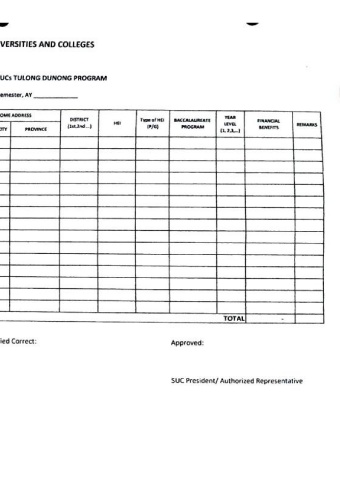 VERSITIES AND COLLEGES
UCs TULONG DUNONG PROGRAM
emester, AY ____________
OME ADDRESS
ITY PROVINCE DISTRICT (1st.2nd...) HEI Type of HEI (P/G) BACCALAUREATE PROGRAM YEAR LEVEL (1, 2,3,..) FINANCIAL BENEFITS REMARKS
TOTAL -
ied Correct: Approved:
SUC President/ Authorized Representative